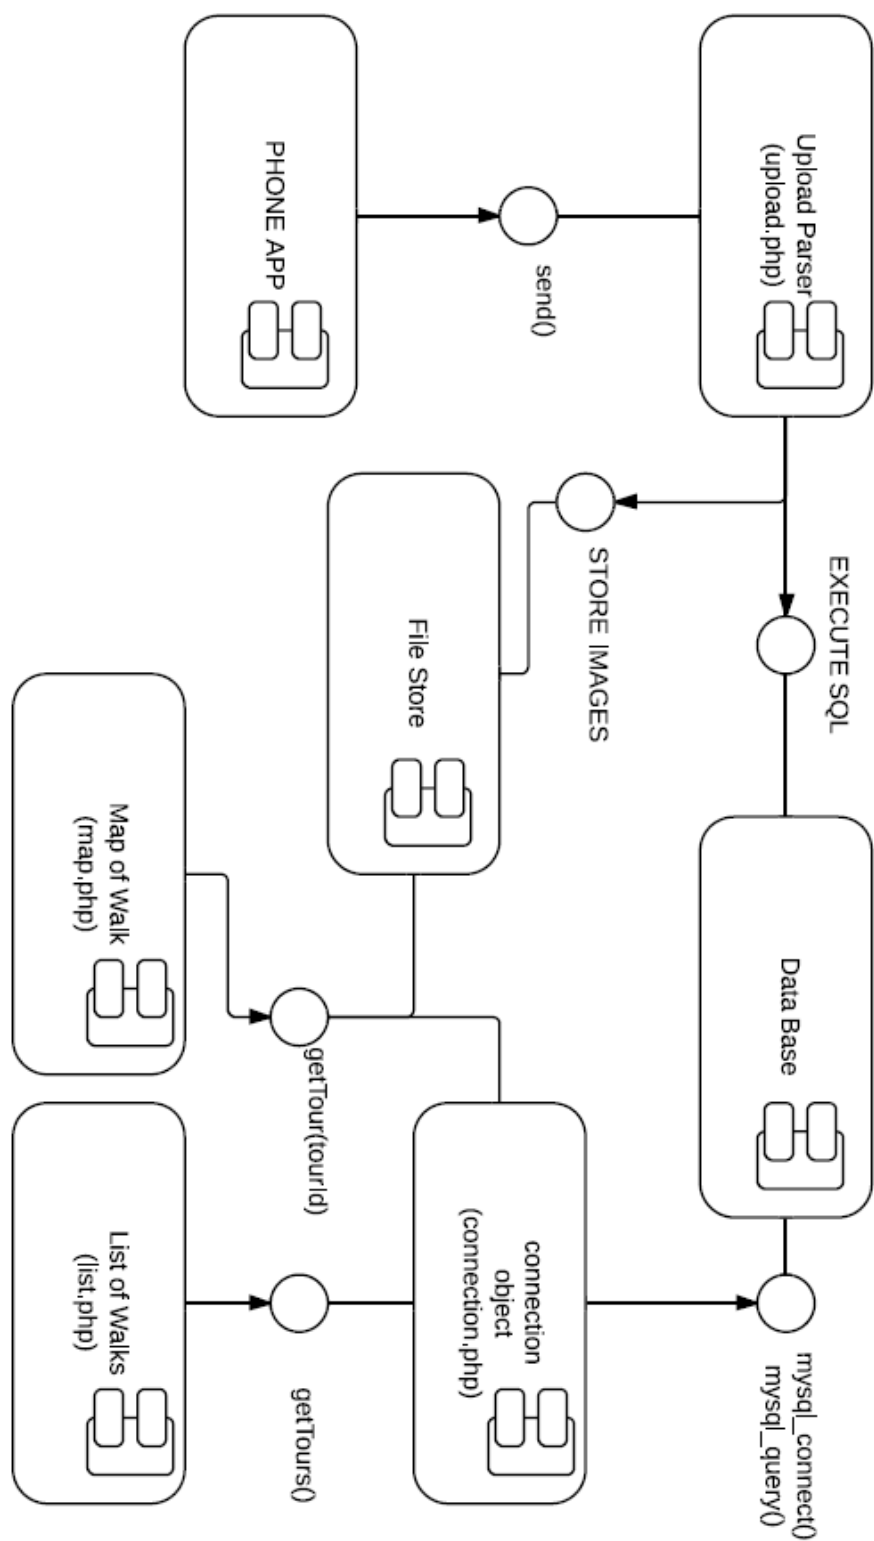 Upload Parser
(upload.php)
EXECUTE SQL
Data Base
mysql_connect()
mysql_query()
send()
STORE IMAGES
connection
object
(connection.php)
PHONE APP
File Store
getTour(tourId)
getTours()
Map of Walk
(map.php)
List of Walks
(list.php)